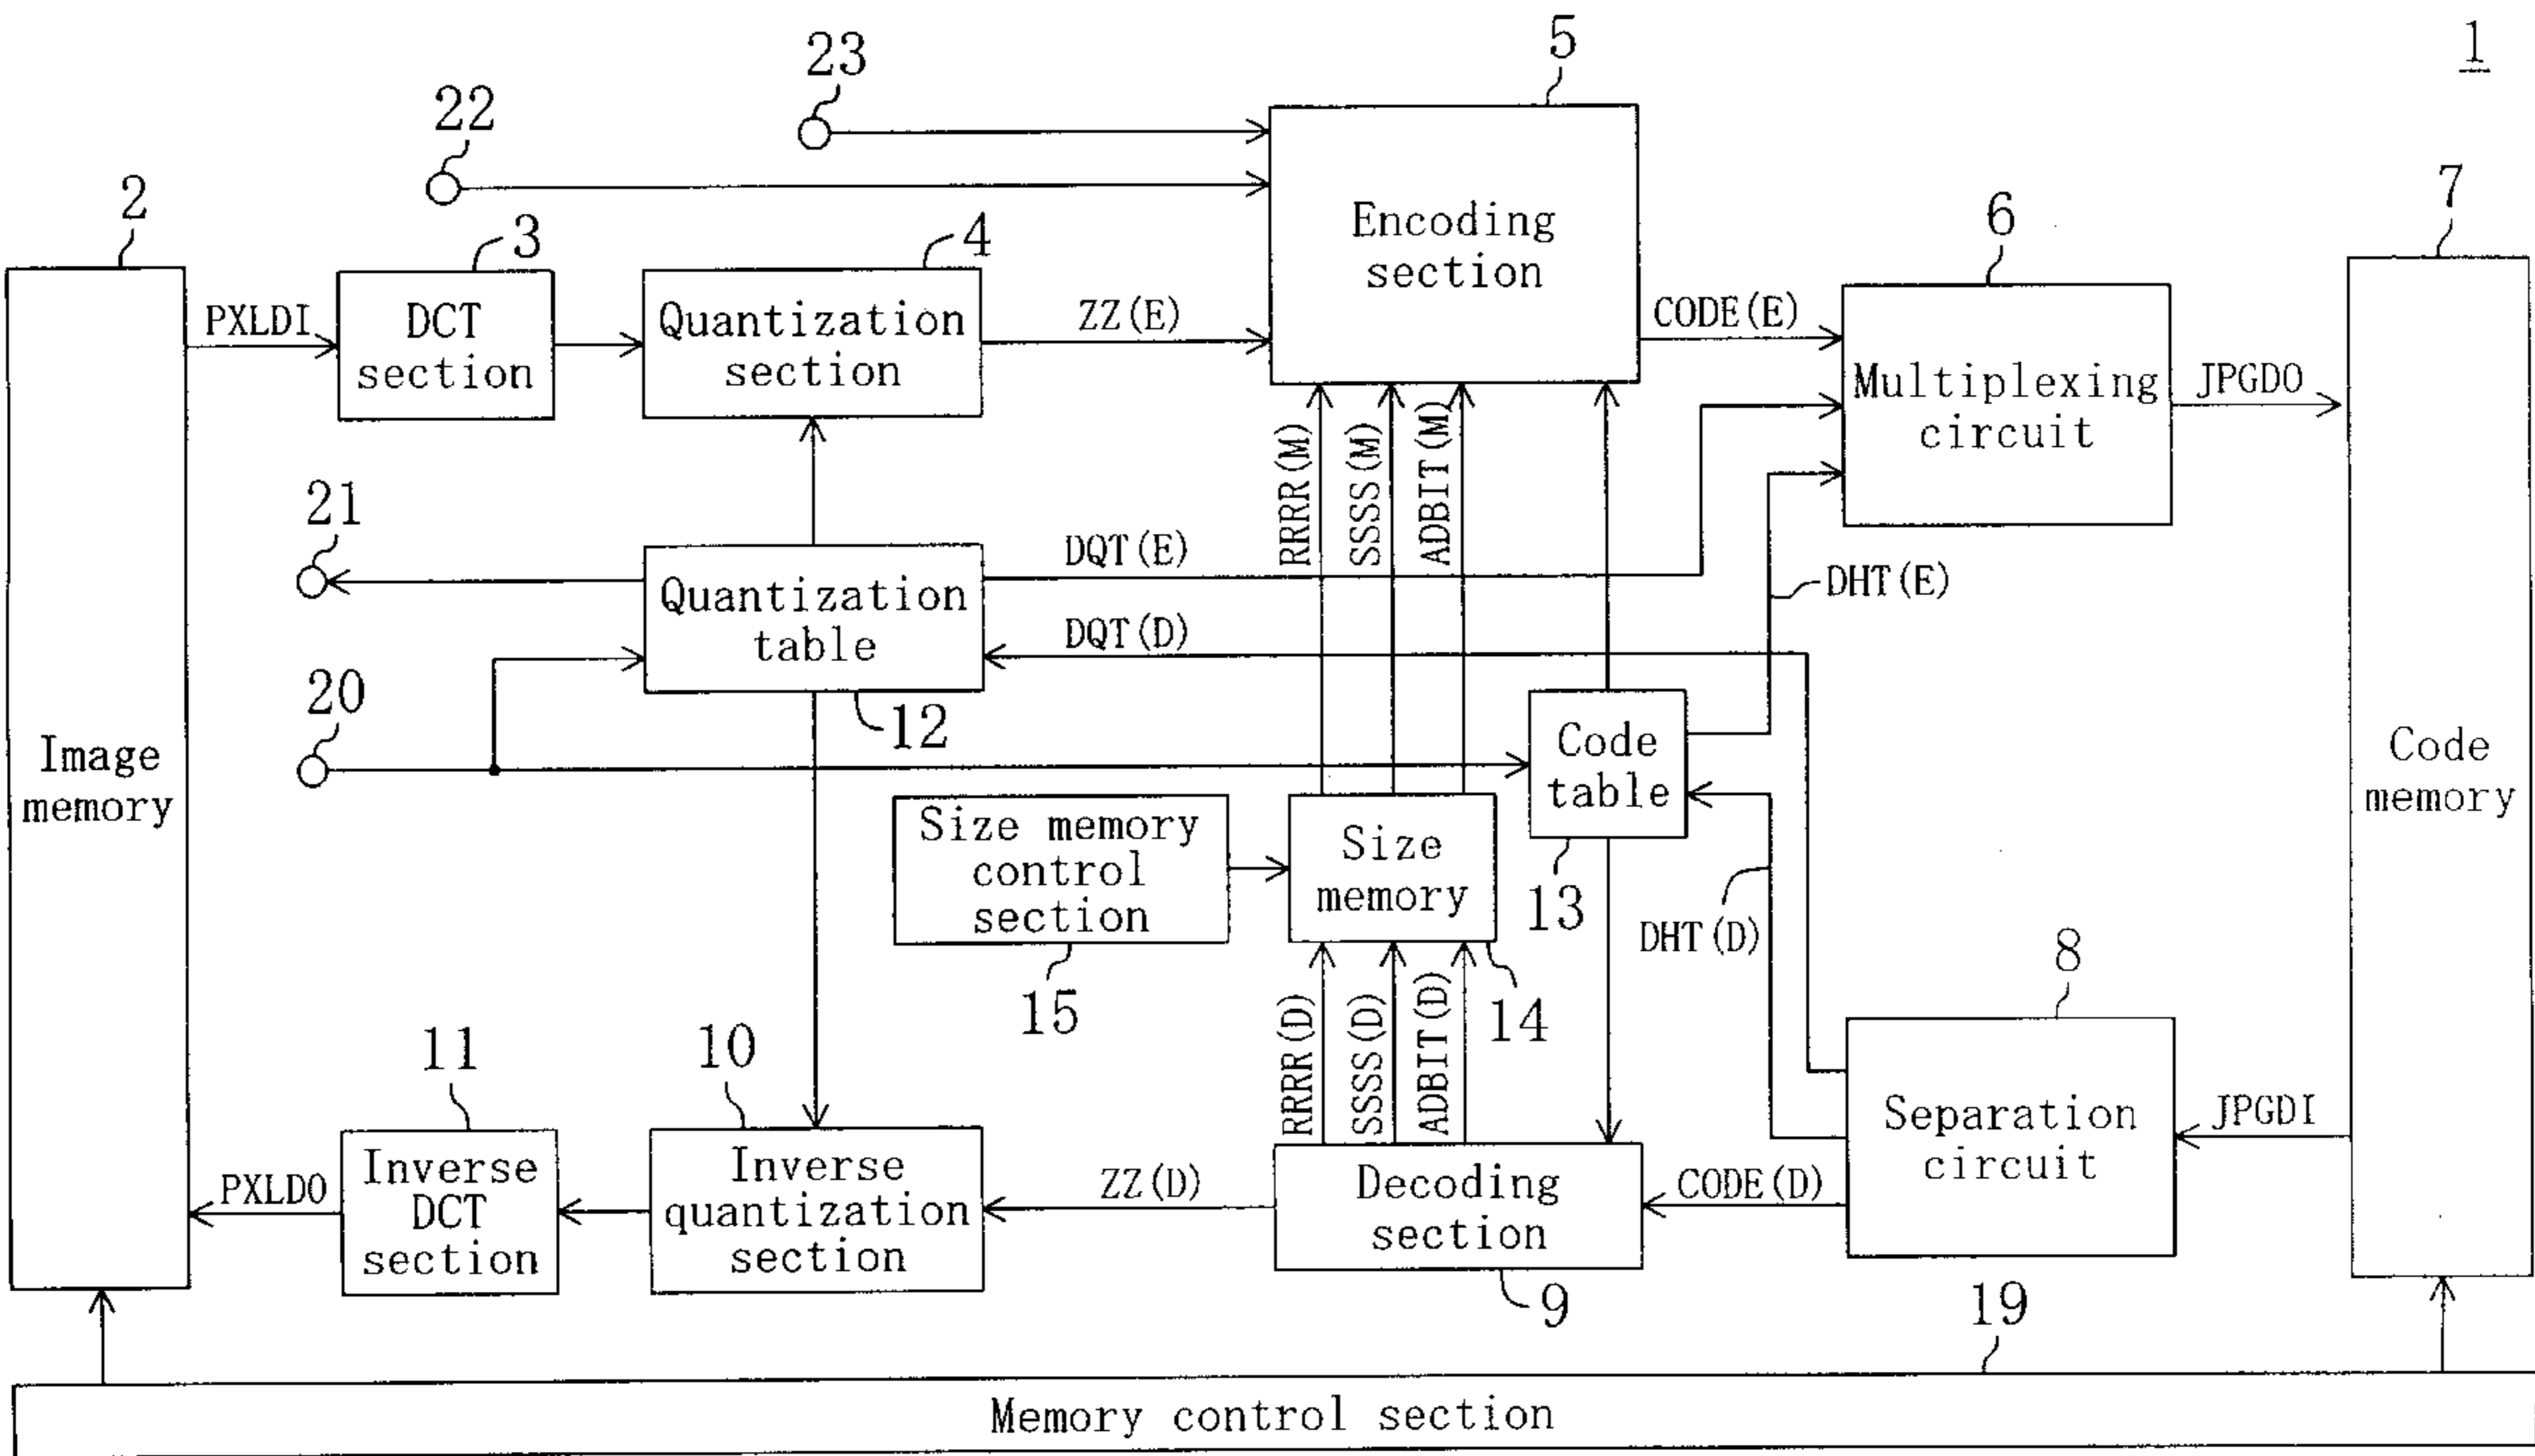 1
23
5
22
2
3
4
6
7
Encoding
section
PXLDI
DCT
section
Quantization
section
ZZ(E)
CODE(E)
Multiplexing
circuit
JPGDO
RRRR(M)
SSSS(M)
ADBIT(M)
21
Quantization
table
DQT(E)
DQT(D)
DHT(E)
20
12
Image
memory
Code
table
Code
memory
Size memory
control
section
Size
memory
13
DHT(D)
15
14
8
RRRR(D)
SSSS(D)
ADBIT(D)
11
10
Separation
circuit
JPGDI
PXLDO
Inverse
DCT
section
Inverse
quantization
section
ZZ(D)
Decoding
section
CODE(D)
9
19
Memory control section